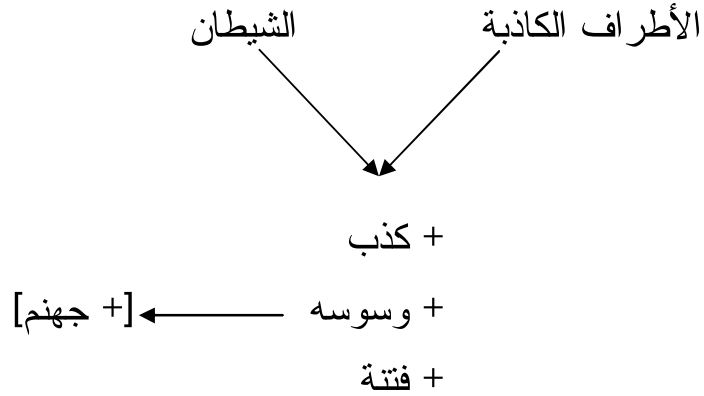 الأطراف الكاذبة الشيطان
+ كذب
+ وسوسه [+ جهنم]
+ فتنة